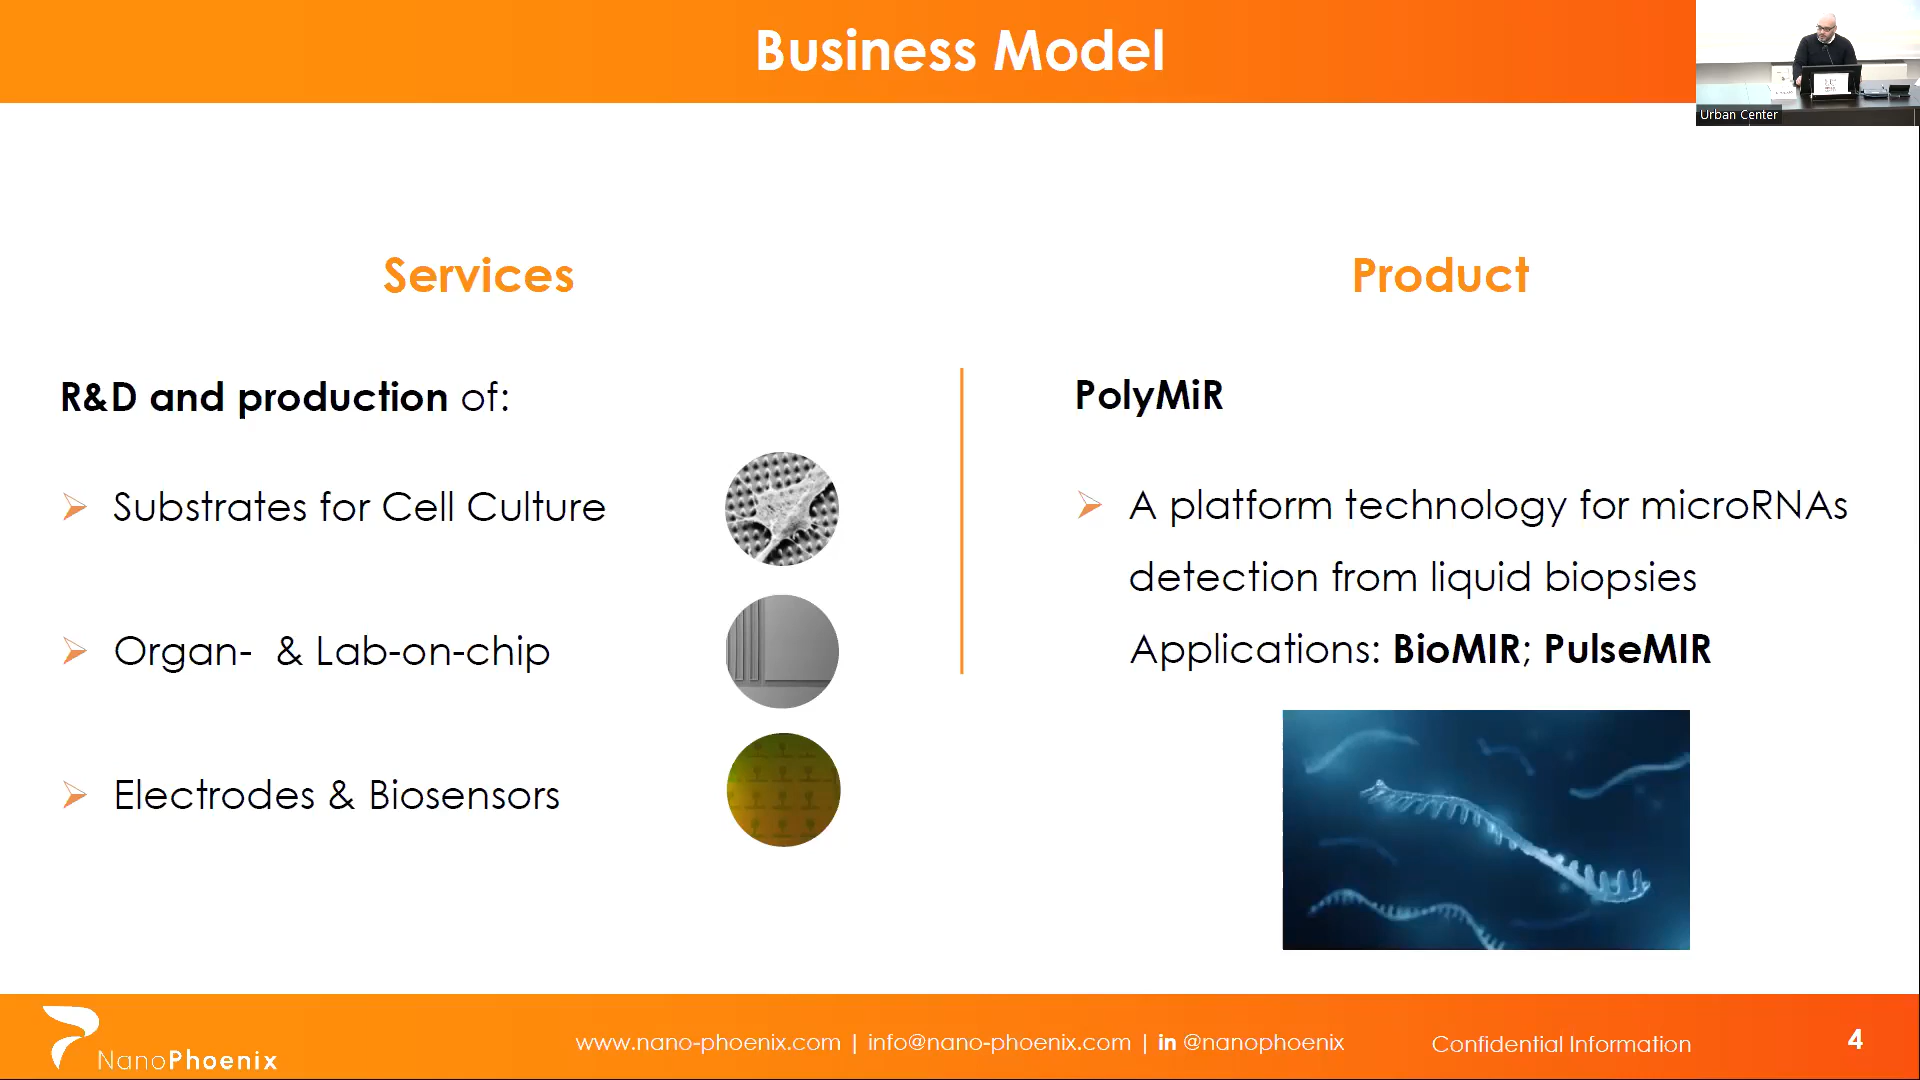 Business Model
Urban Center
Services
R&D and production of:
Substrates for Cell Culture
Organ- & Lab-on-chip
Electrodes & Biosensors
Product
PolyMiR
A platform technology for microRNAs
detection from liquid biopsies
Applications: BioMIR; PulseMIR
NanoPhoenix
www.nano-phoenix.com | info@nano-phoenix.com | in @nanophoenix
Confidential Information
4